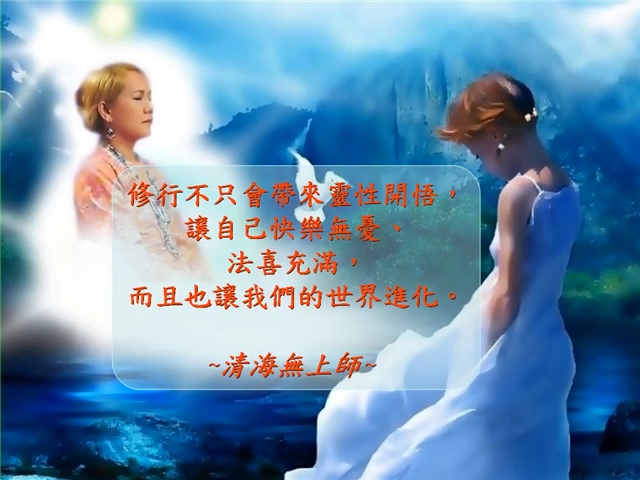 修行不只會帶來靈性開悟，
讓自己快樂無憂、
法喜充滿，
而且也讓我們的世界進化。
~清海無上師~